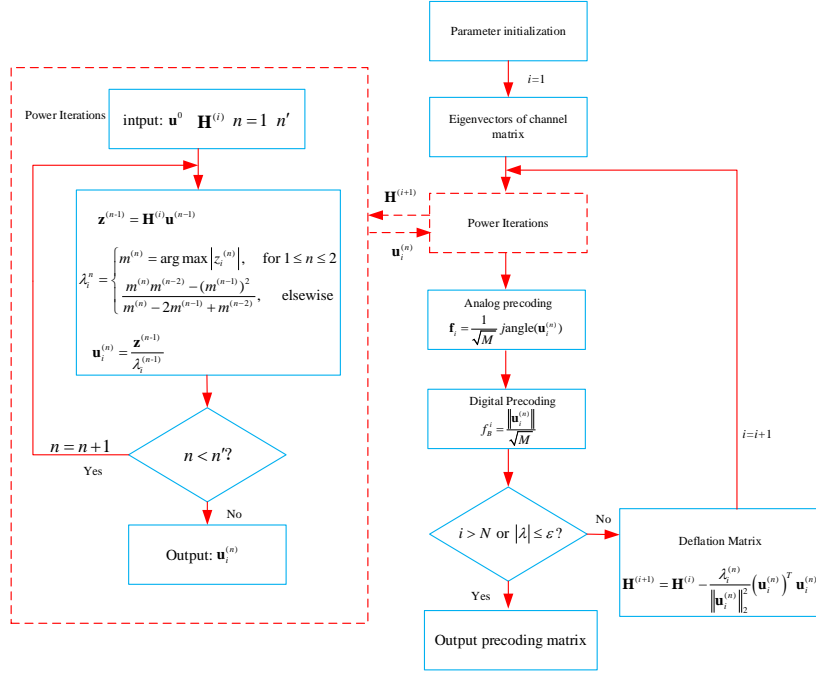 Parameter initialization
i=1
Eigenvectors of channel
matrix
H^(i+1)
Power Iterations
u_i^(n)
Analog precoding
f_i = 1/√M jangle(u_i^(n))
Digital Precoding
f_B^i = ‖u_i^(n)‖/√M
i > N or |λ| ≤ ε?
No
Yes
Output precoding matrix
Deflation Matrix
H^(i+1) = H^(i) − λ_i^(n)/‖u_i^(n)‖_2^2 (u_i^(n))^T u_i^(n)
i=i+1
Power Iterations
intput: u^0 H^(i) n=1 n′
z^(n-1) = H^(i)u^(n−1)
λ_i^n = { m^(n) = arg max |z_i^(n)|, for 1 ≤ n ≤ 2
(m^(n)m^(n−2) − (m^(n−1))^2)/(m^(n) − 2m^(n−1) + m^(n−2)), elsewise
u_i^(n) = z^(n-1)/λ_i^(n-1)
n < n′?
n = n+1
Yes
No
Output: u_i^(n)